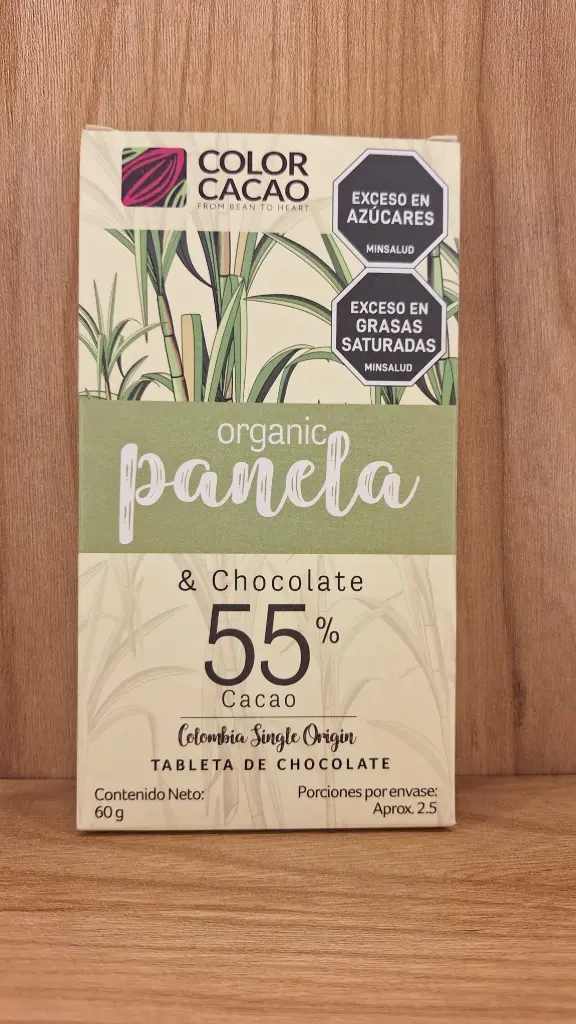 COLOR
CACAO
FROM BEAN TO HEART
EXCESO EN
AZÚCARES
MINSALUD
EXCESO EN
GRASAS
SATURADAS
MINSALUD
organic
panela
& Chocolate
55%
Cacao
Colombia Single Origin
TABLETA DE CHOCOLATE
Contenido Neto:
60 g
Porciones por envase:
Aprox. 2.5